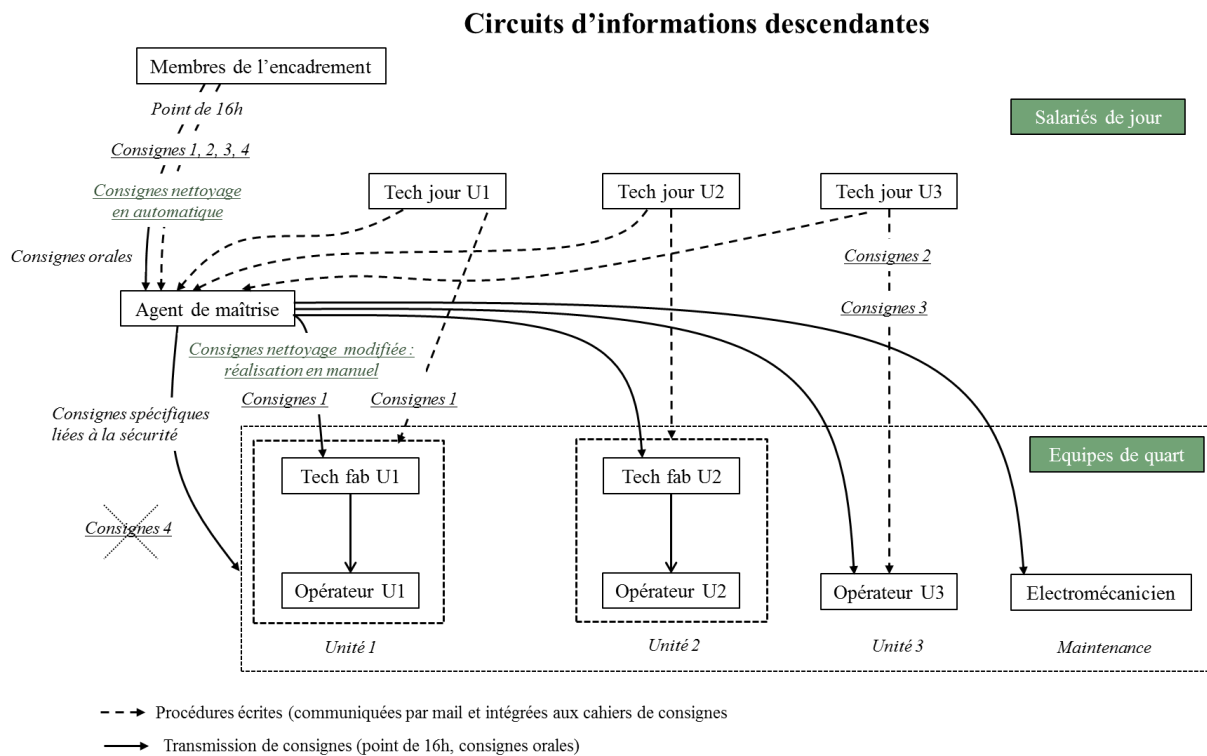 Circuits d’informations descendantes
Membres de l’encadrement
Point de 16h
Salariés de jour
Consignes 1, 2, 3, 4
Consignes nettoyage
en automatique
Tech jour U1
Tech jour U2
Tech jour U3
Consignes orales
Consignes 2
Agent de maîtrise
Consignes 3
Consignes nettoyage modifiée :
réalisation en manuel
Consignes 1
Consignes 1
Consignes spécifiques
liées à la sécurité
Equipes de quart
Tech fab U1
Tech fab U2
Consignes 4
Opérateur U1
Opérateur U2
Opérateur U3
Electromécanicien
Unité 1
Unité 2
Unité 3
Maintenance
Procédures écrites (communiquées par mail et intégrées aux cahiers de consignes
Transmission de consignes (point de 16h, consignes orales)